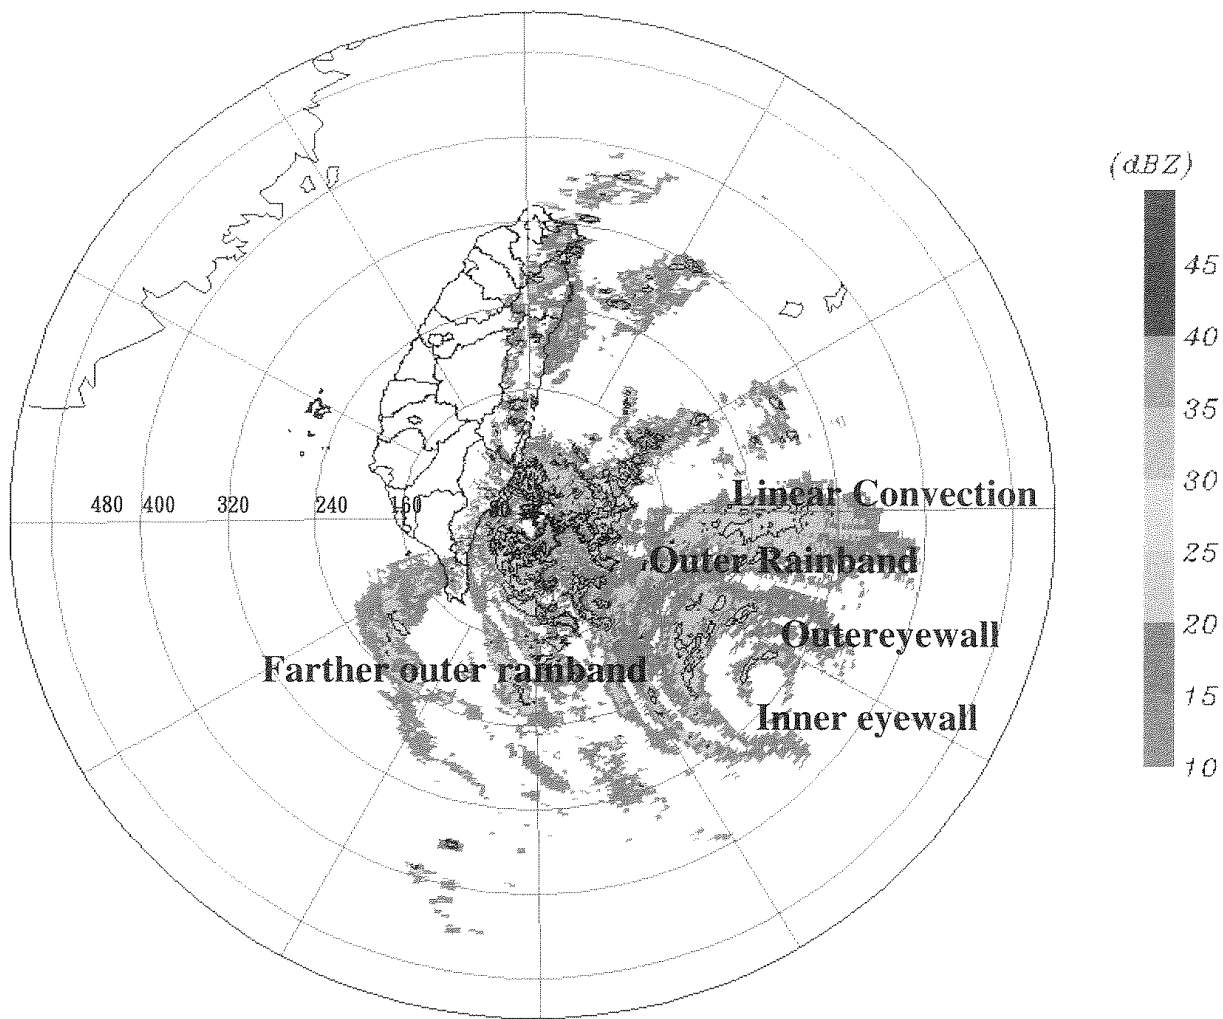 (dBZ)
45
40
35
30
25
20
15
10
Linear Convection
480 400 320 240 160 80
Outer Rainband
Outereyewall
Farther outer rainband
Inner eyewall